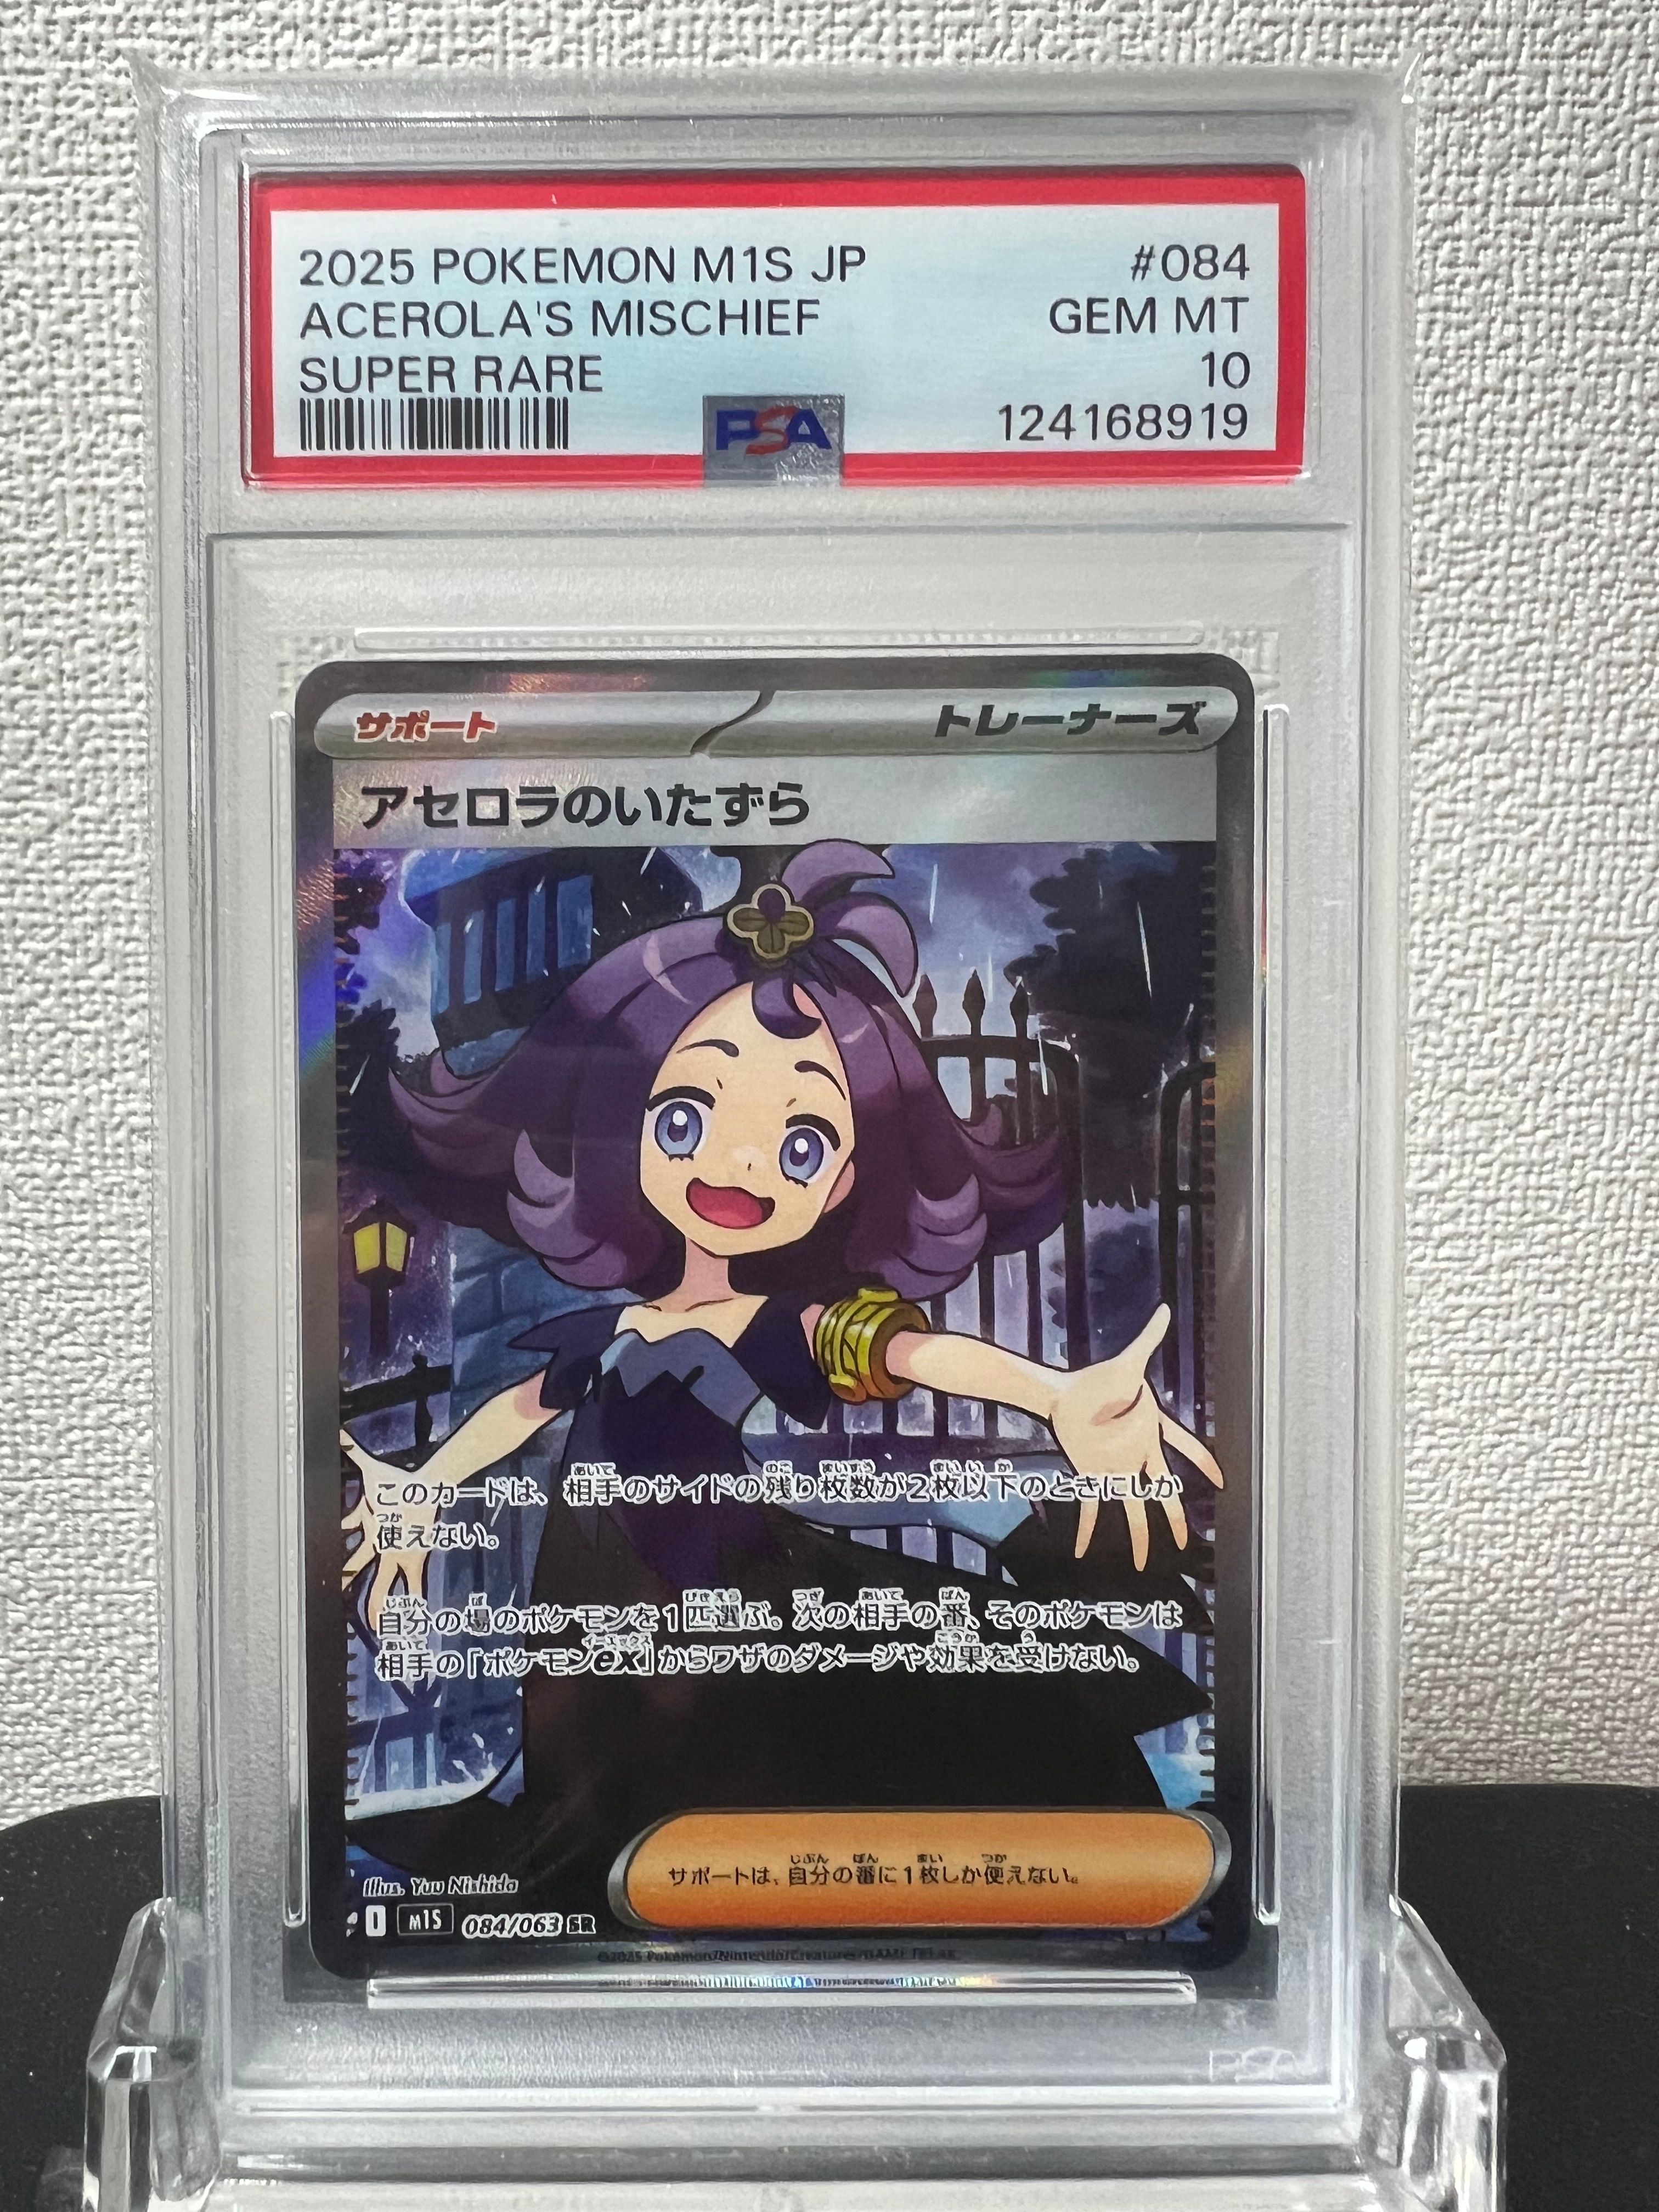 2025 POKEMON M1S JP #084
ACEROLA'S MISCHIEF GEM MT
SUPER RARE 10
PSA 124168919
サポート トレーナーズ
アセロラのいたずら
このカードは、相手のサイドの残り枚数が2枚以下のときにしか
使えない。
自分の場のポケモンを1匹選ぶ。次の相手の番、そのポケモンは
相手の「ポケモンex」からワザのダメージや効果を受けない。
サポートは、自分の番に1枚しか使えない。
Illus. Yuu Nishida
I M1S 084/063 SR
©2025 Pokémon/Nintendo/Creatures/GAME FREAK
PSA